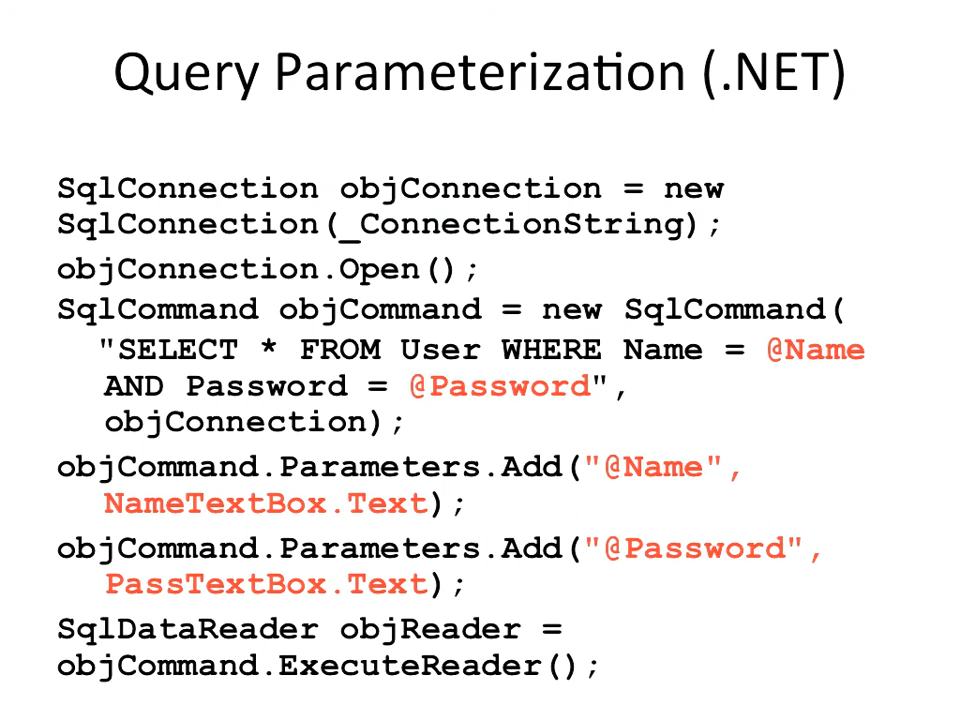 Query Parameterization (.NET)
SqlConnection objConnection = new
SqlConnection(_ConnectionString);
objConnection.Open();
SqlCommand objCommand = new SqlCommand(
"SELECT * FROM User WHERE Name = @Name
AND Password = @Password",
objConnection);
objCommand.Parameters.Add("@Name",
NameTextBox.Text);
objCommand.Parameters.Add("@Password",
PassTextBox.Text);
SqlDataReader objReader =
objCommand.ExecuteReader();